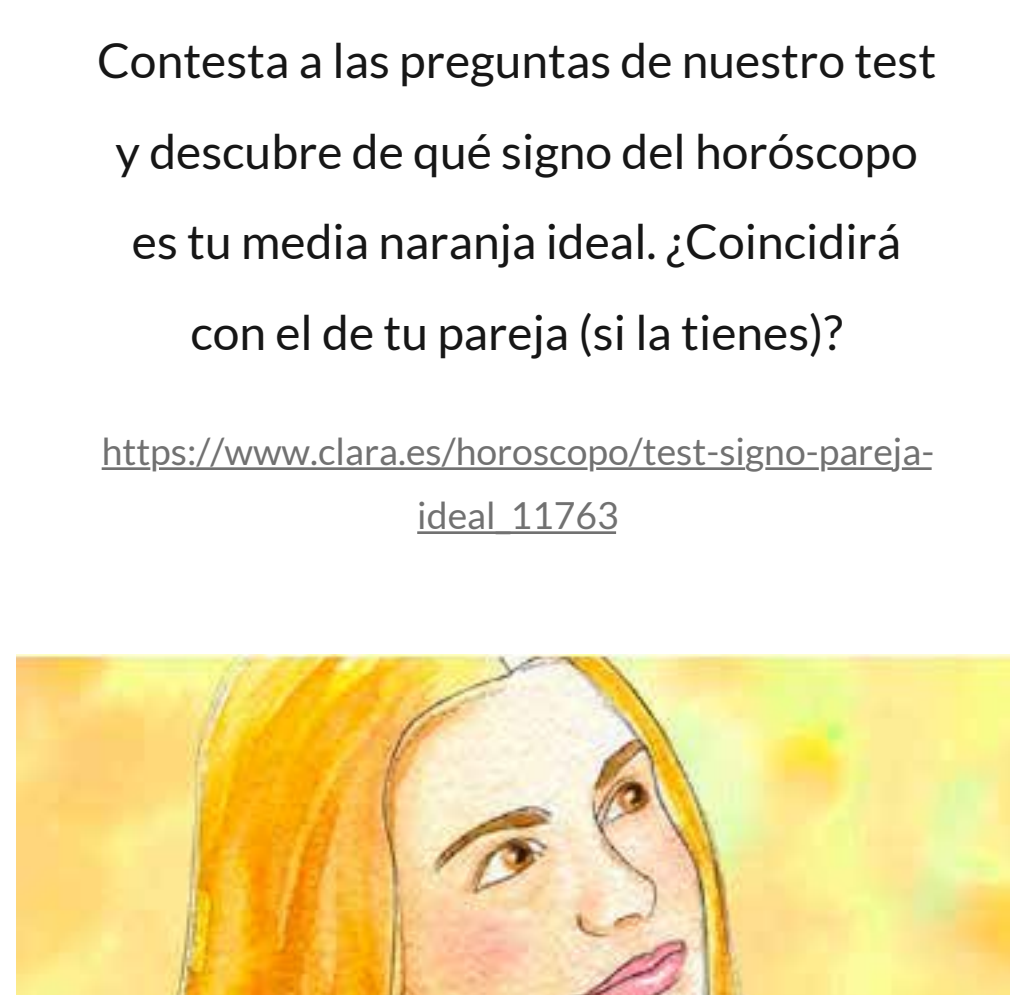 Contesta a las preguntas de nuestro test
y descubre de qué signo del horóscopo
es tu media naranja ideal. ¿Coincidirá
con el de tu pareja (si la tienes)?
https://www.clara.es/horoscopo/test-signo-pareja-
ideal_11763